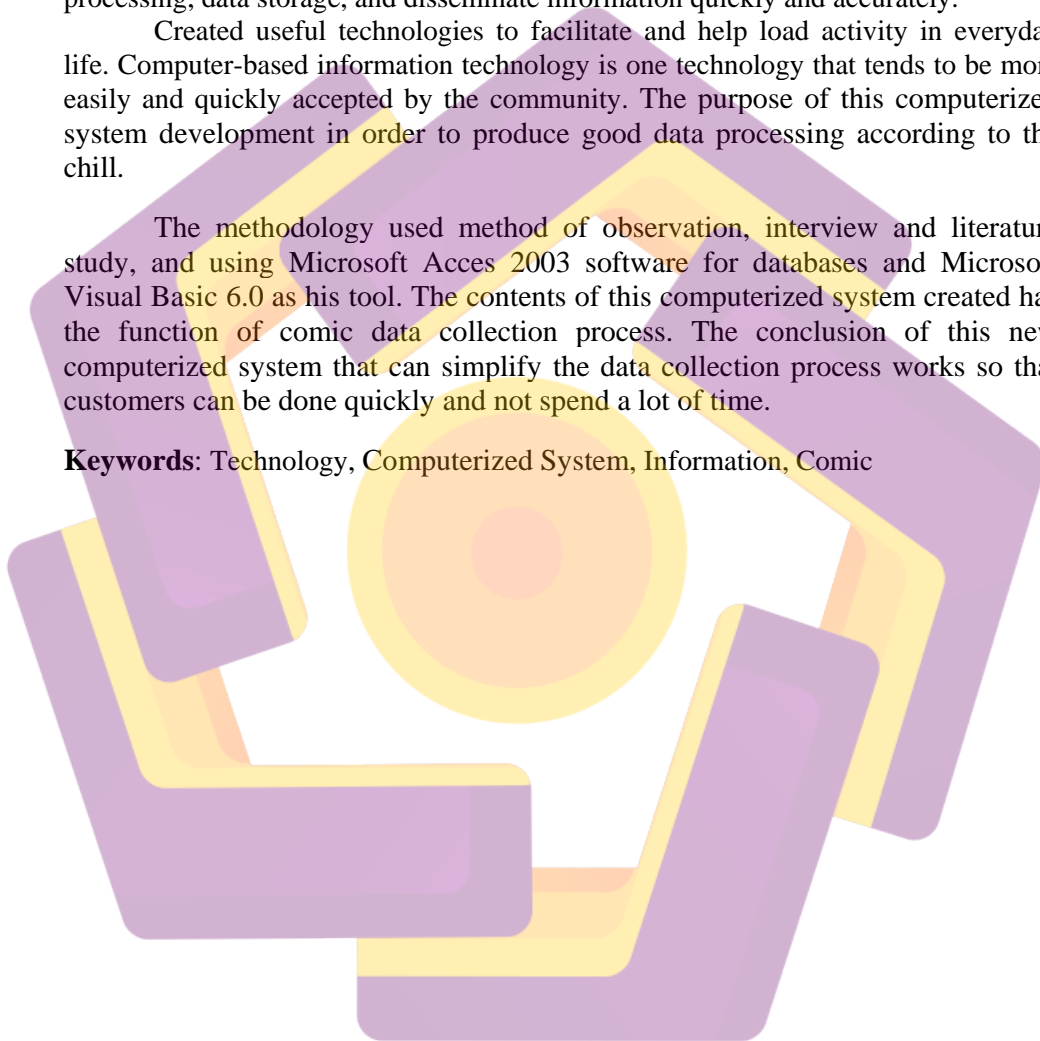 processing, data storage, and disseminate information quickly and accurately.
Created useful technologies to facilitate and help load activity in everyda
life. Computer-based information technology is one technology that tends to be mor
easily and quickly accepted by the community. The purpose of this computerize
system development in order to produce good data processing according to th
chill.
The methodology used method of observation, interview and literatur
study, and using Microsoft Acces 2003 software for databases and Microso
Visual Basic 6.0 as his tool. The contents of this computerized system created ha
the function of comic data collection process. The conclusion of this ne
computerized system that can simplify the data collection process works so tha
customers can be done quickly and not spend a lot of time.
Keywords: Technology, Computerized System, Information, Comic